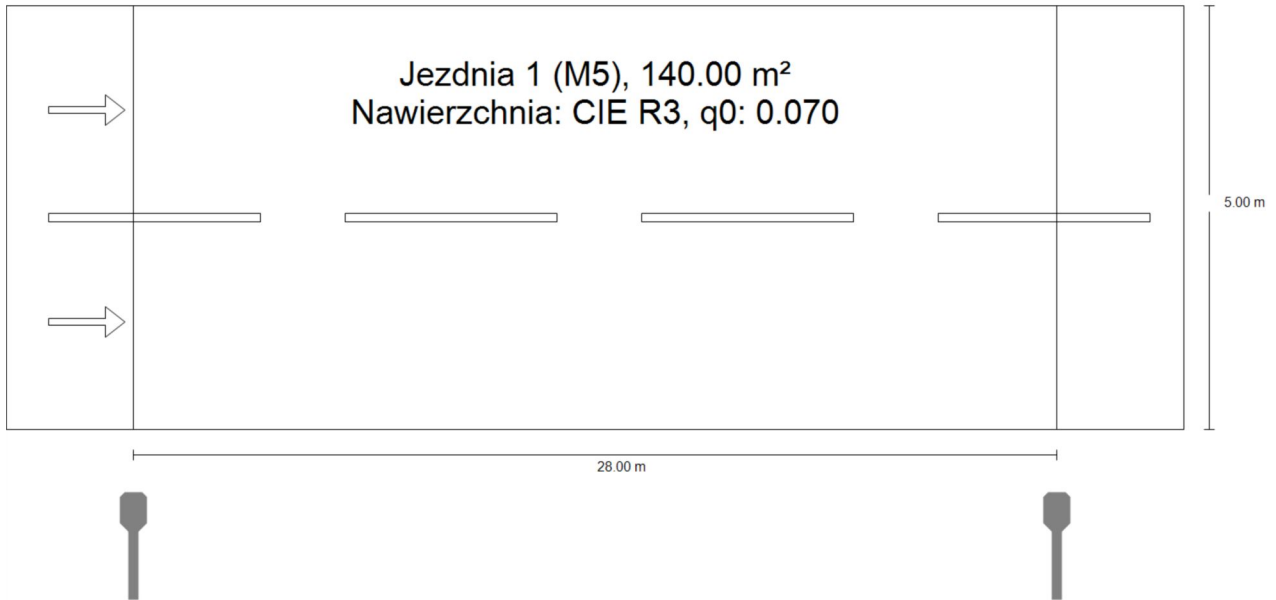 Jezdnia 1 (M5), 140.00 m²
Nawierzchnia: CIE R3, q0: 0.070
5.00 m
28.00 m